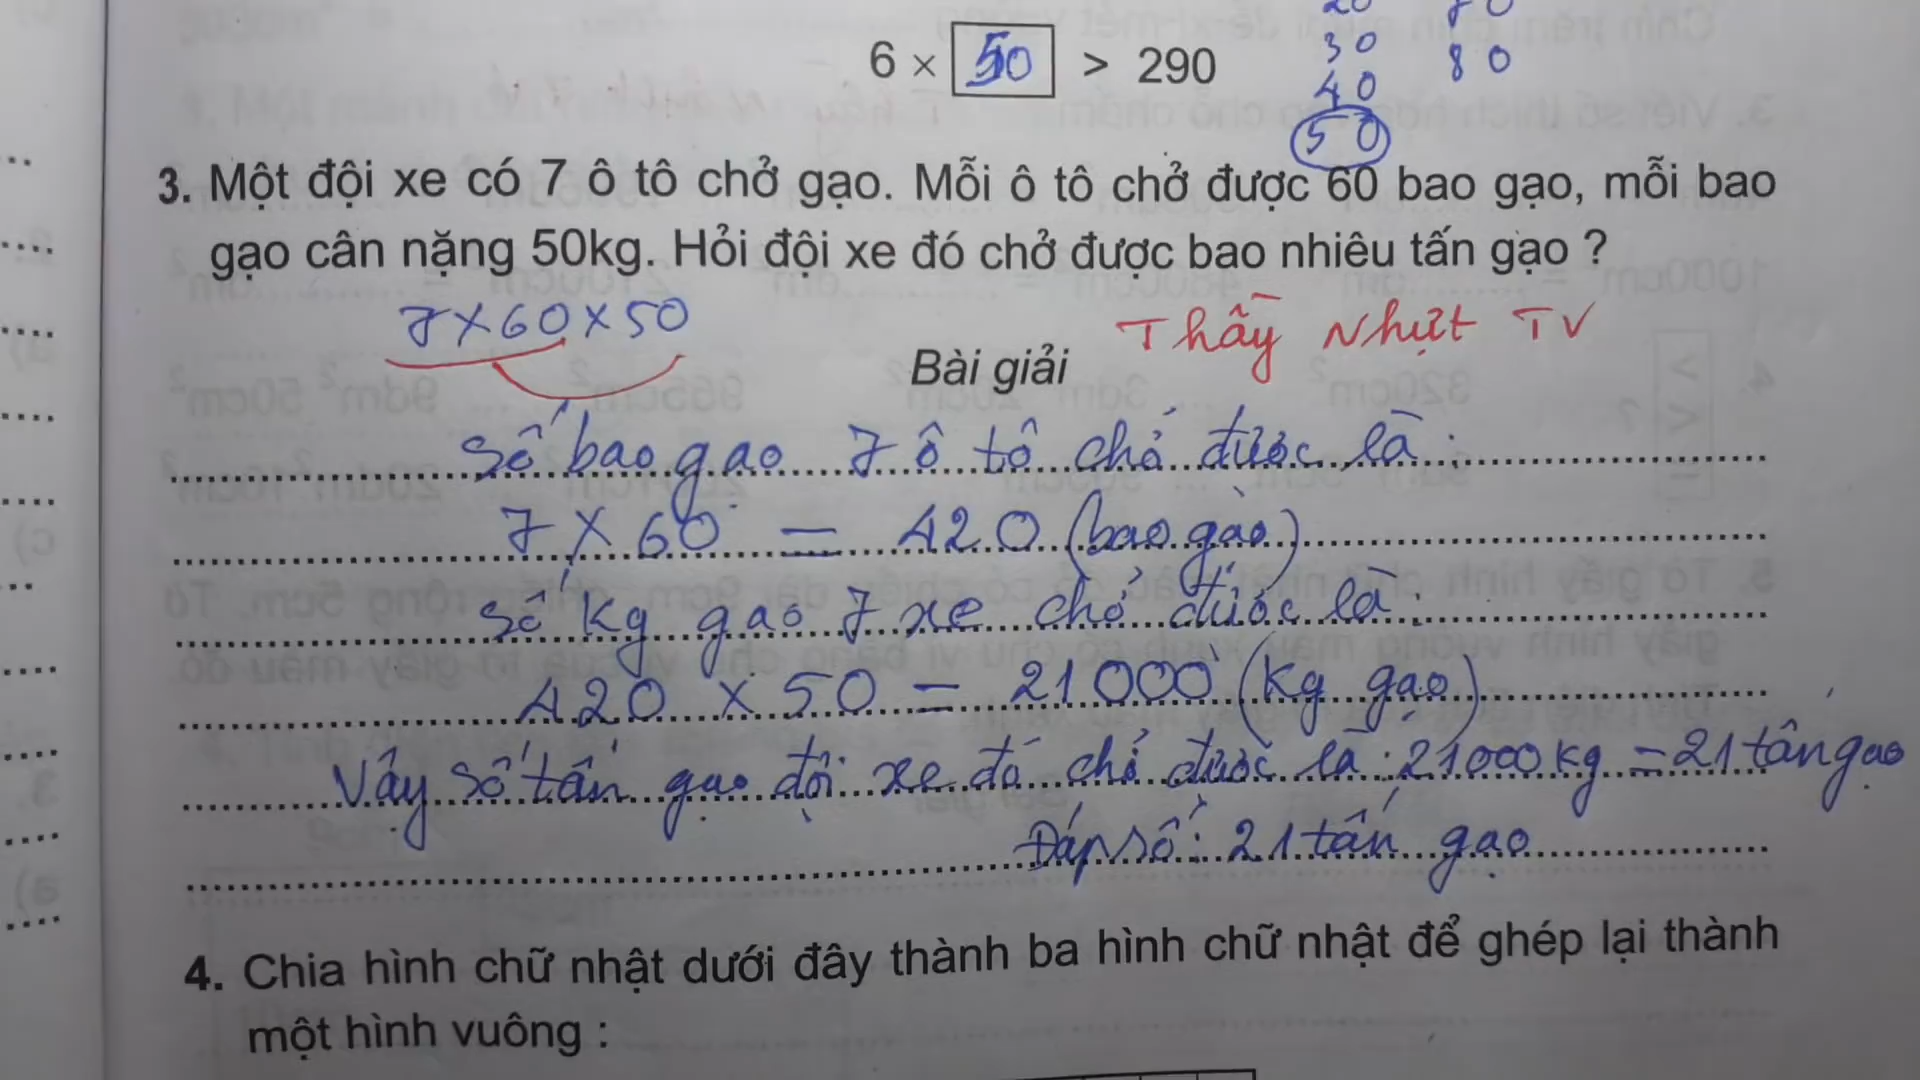 30
80
6 × 50 > 290
40
50
3. Một đội xe có 7 ô tô chở gạo. Mỗi ô tô chở được 60 bao gạo, mỗi bao
gạo cân nặng 50kg. Hỏi đội xe đó chở được bao nhiêu tấn gạo ?
7 × 60 × 50
Thầy Nhựt TV
Bài giải
Số bao gạo 7 ô tô chở được là :
7 × 60 = 420 (bao gạo)
Số kg gạo 7 xe chở được là :
420 × 50 = 21000 (kg gạo)
Vậy số tấn gạo đội xe đó chở được là : 21000 kg = 21 tấn gạo
Đáp số : 21 tấn gạo
4. Chia hình chữ nhật dưới đây thành ba hình chữ nhật để ghép lại thành
một hình vuông :